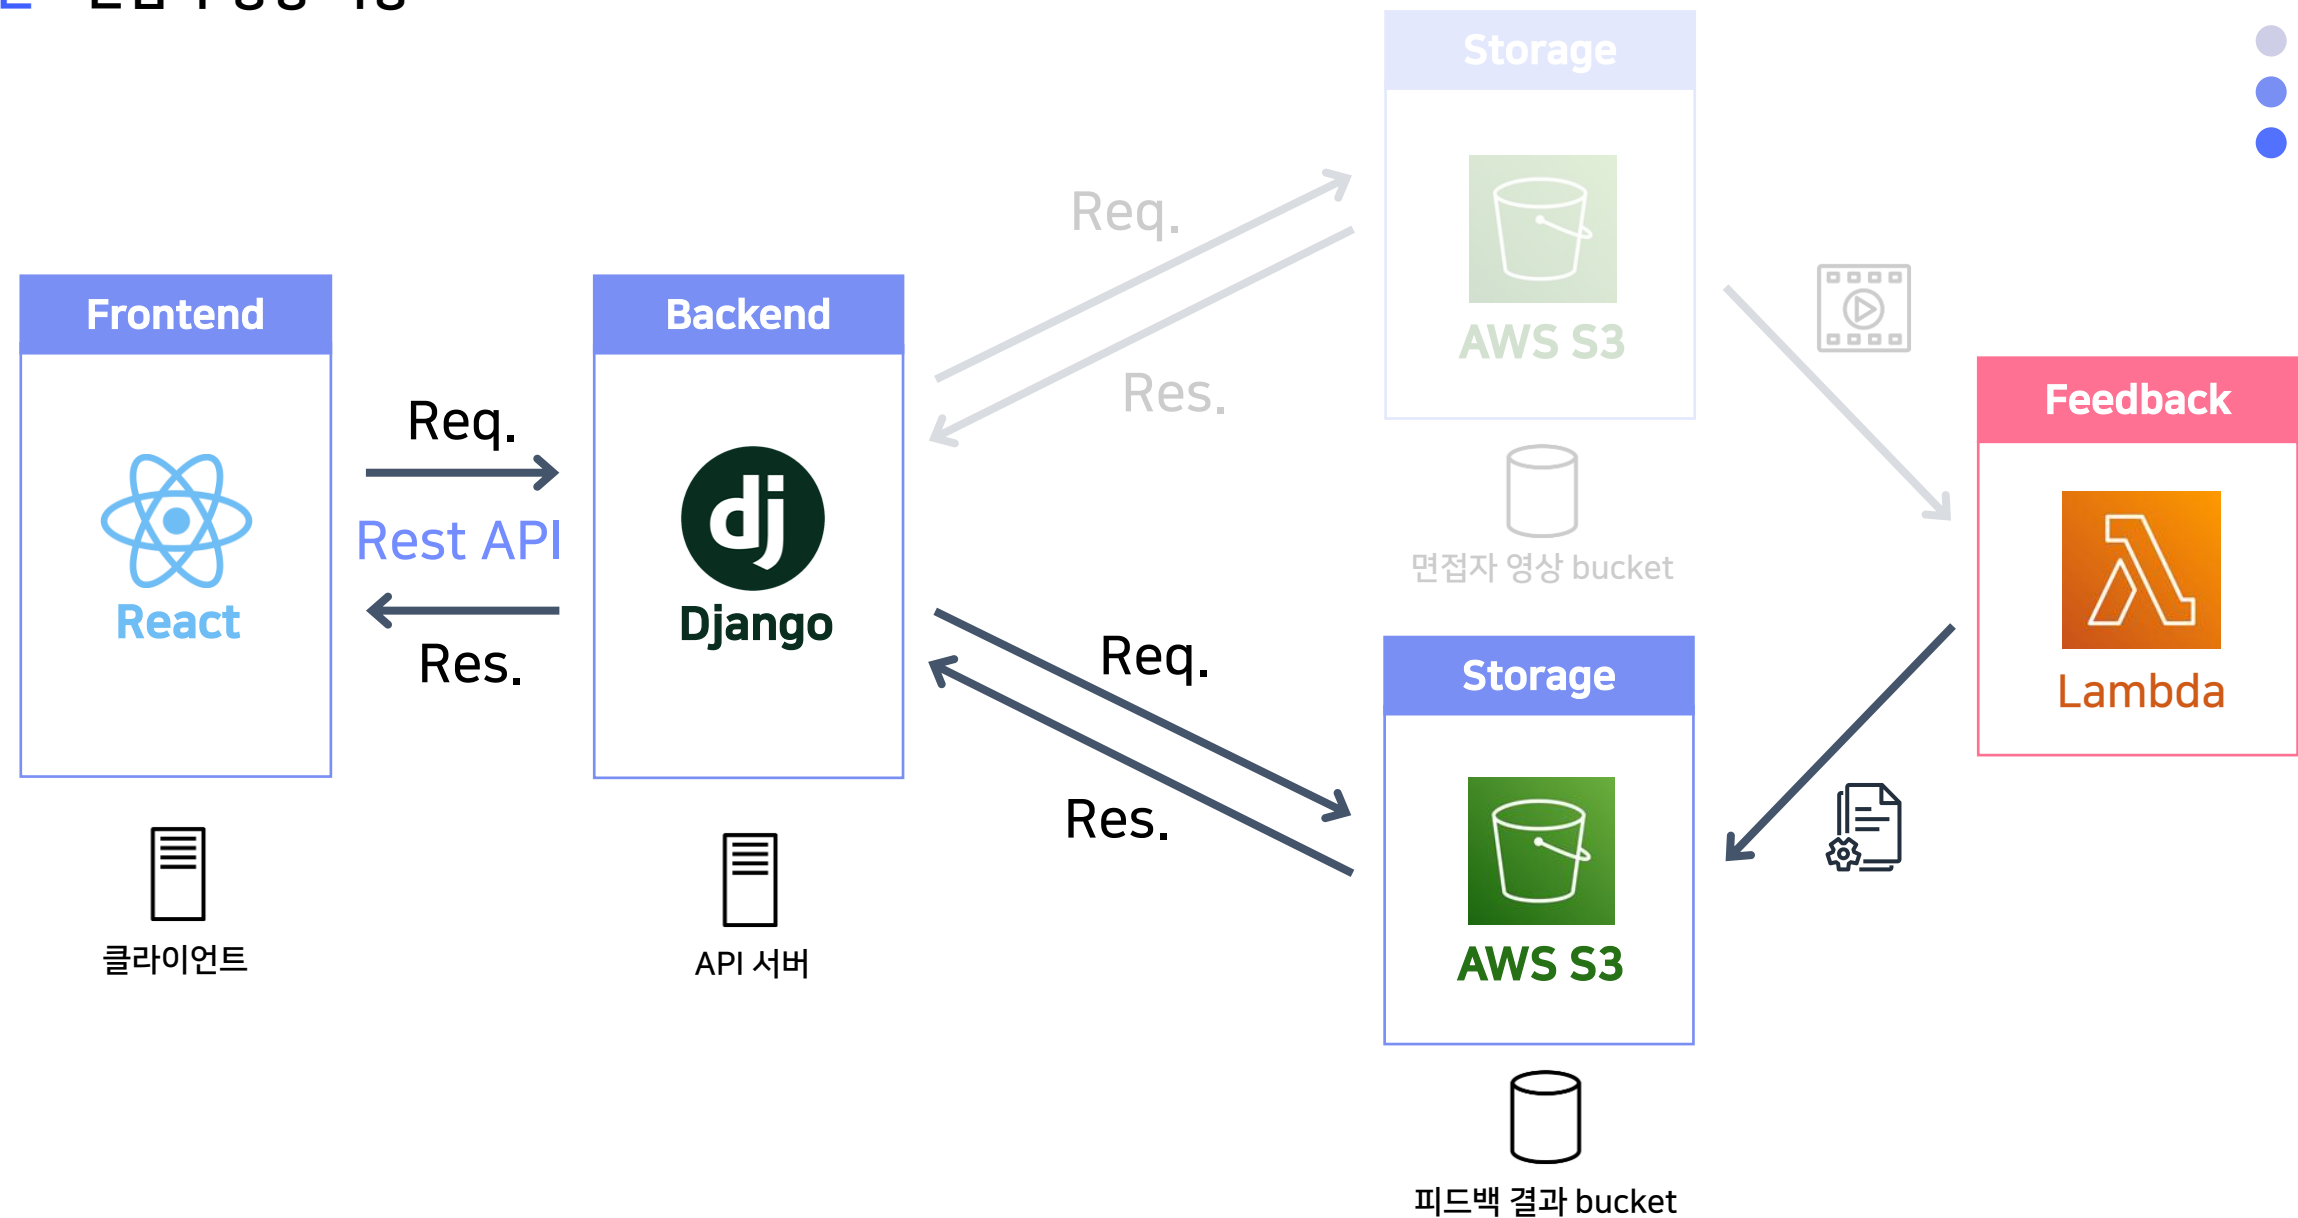 Storage
Req.
AWS S3
Res.
면접자 영상 bucket
Frontend
React
클라이언트
Req.
Rest API
Res.
Backend
Django
API 서버
Req.
Res.
Storage
AWS S3
피드백 결과 bucket
Feedback
Lambda